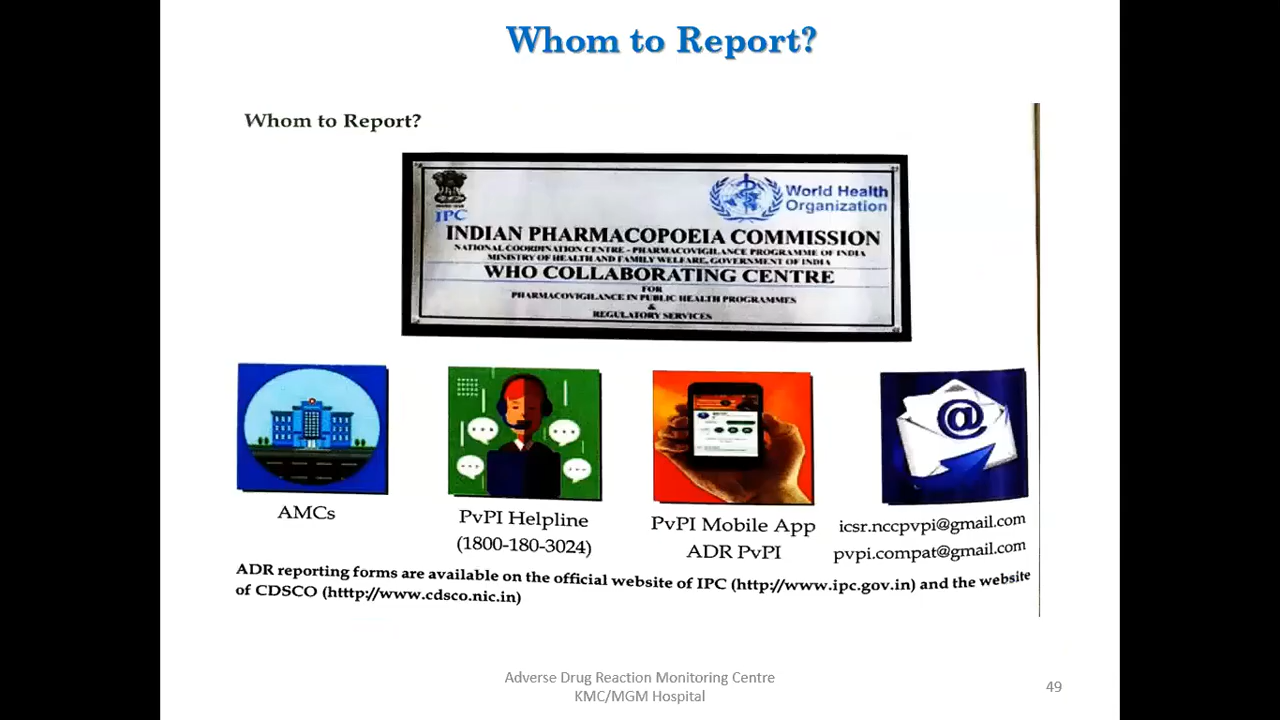 Whom to Report?
Whom to Report?
IPC
World Health
Organization
INDIAN PHARMACOPOEIA COMMISSION
NATIONAL COORDINATION CENTRE - PHARMACOVIGILANCE PROGRAMME OF INDIA
MINISTRY OF HEALTH AND FAMILY WELFARE, GOVERNMENT OF INDIA
WHO COLLABORATING CENTRE
FOR
PHARMACOVIGILANCE IN PUBLIC HEALTH PROGRAMMES
&
REGULATORY SERVICES
@
AMCs
PvPI Helpline
(1800-180-3024)
PvPI Mobile App
ADR PvPI
icsr.nccpvpi@gmail.com
pvpi.compat@gmail.com
ADR reporting forms are available on the official website of IPC (http://www.ipc.gov.in) and the website
of CDSCO (htttp://www.cdsco.nic.in)
Adverse Drug Reaction Monitoring Centre
KMC/MGM Hospital
49